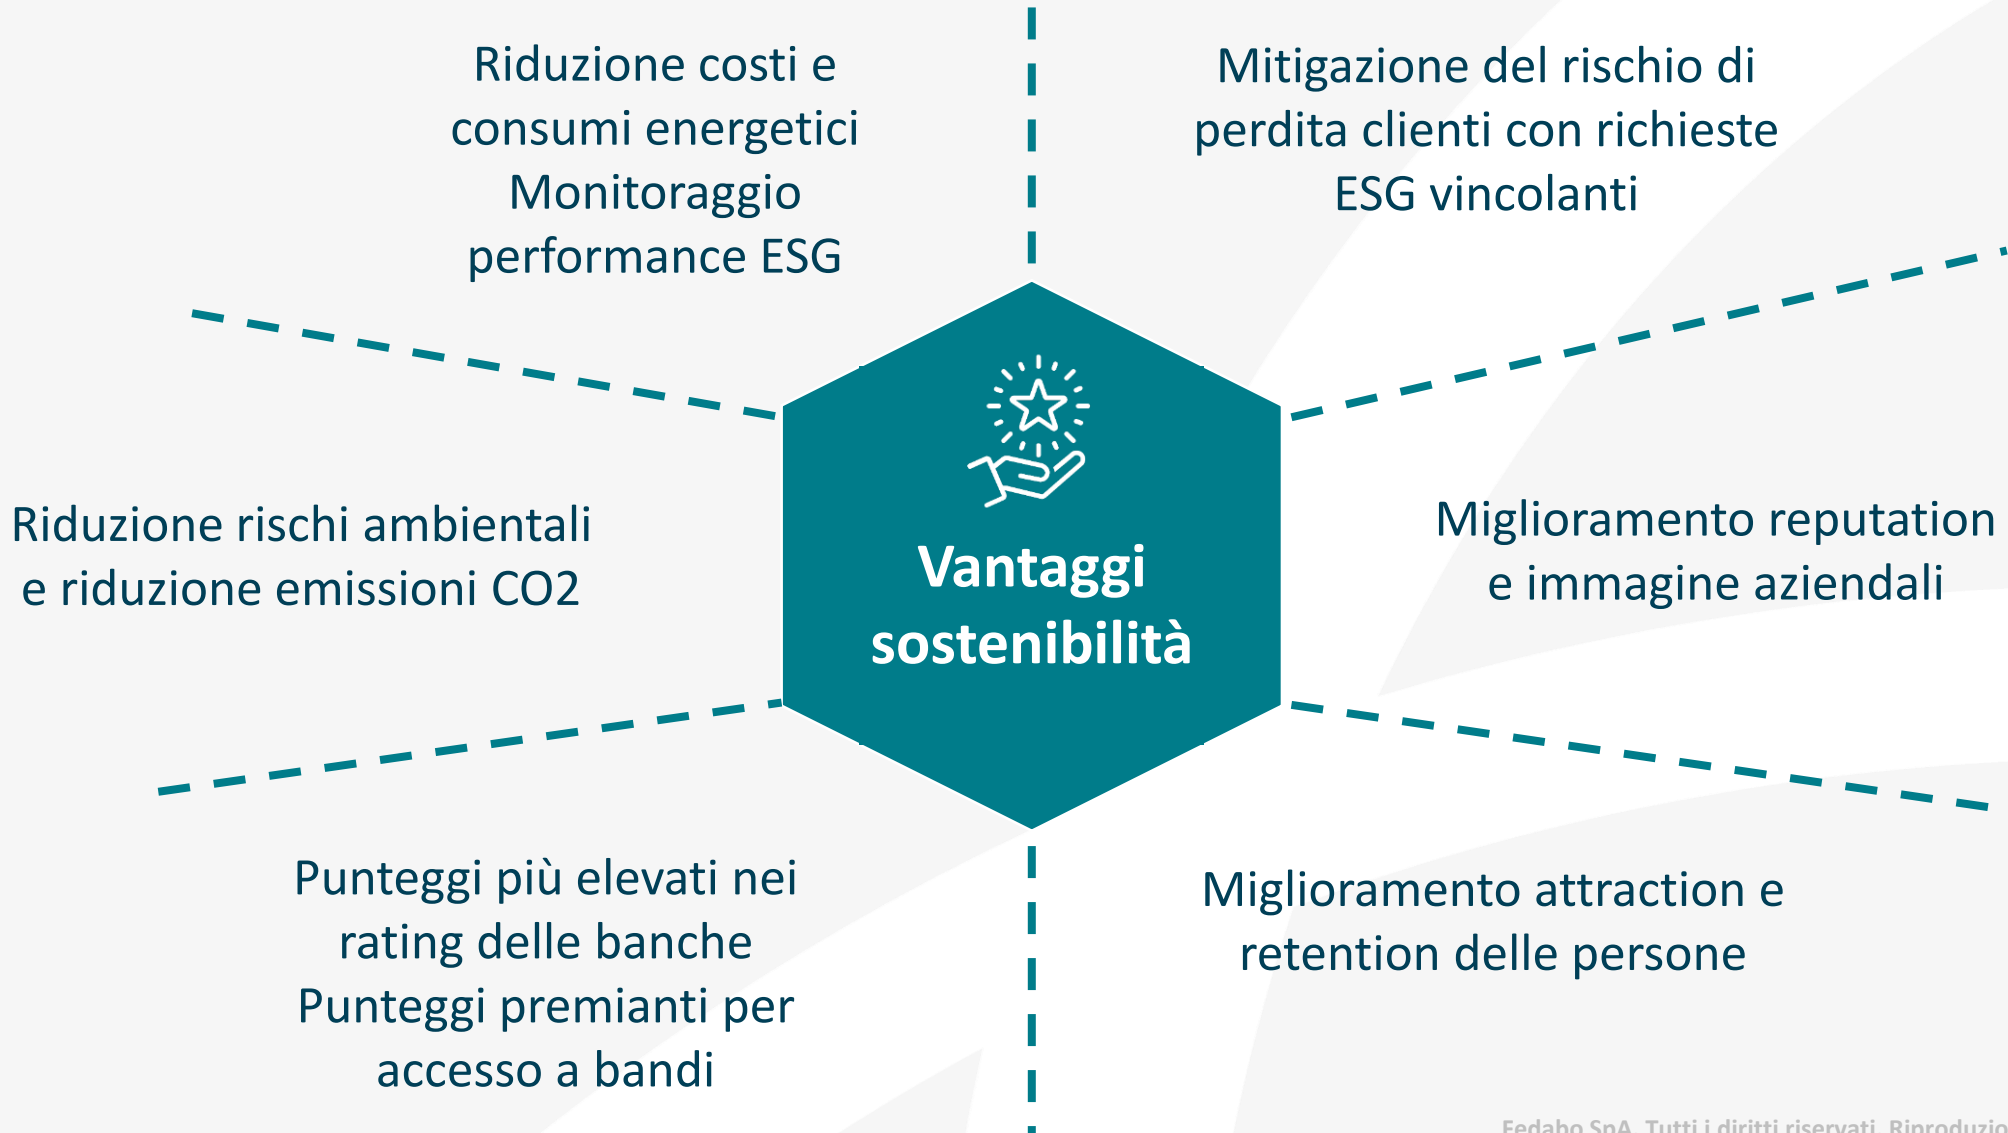 Riduzione costi e
consumi energetici
Monitoraggio
performance ESG
Mitigazione del rischio di
perdita clienti con richieste
ESG vincolanti
Riduzione rischi ambientali
e riduzione emissioni CO2
Vantaggi
sostenibilità
Miglioramento reputation
e immagine aziendali
Punteggi più elevati nei
rating delle banche
Punteggi premianti per
accesso a bandi
Miglioramento attraction e
retention delle persone
Fedabo SpA. Tutti i diritti riservati. Riproduzio